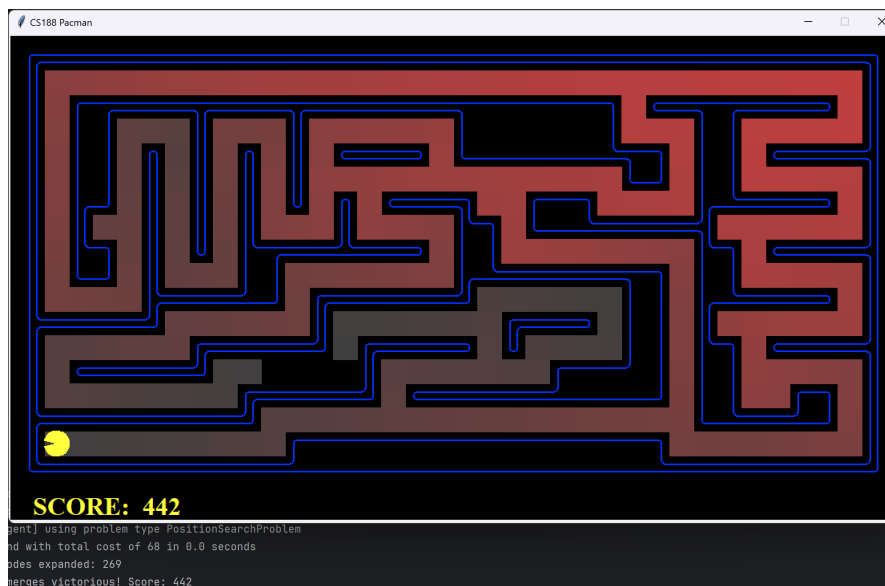 CS188 Pacman
SCORE: 442
gent] using problem type PositionSearchProblem
nd with total cost of 68 in 0.0 seconds
odes expanded: 269
merges victorious! Score: 442